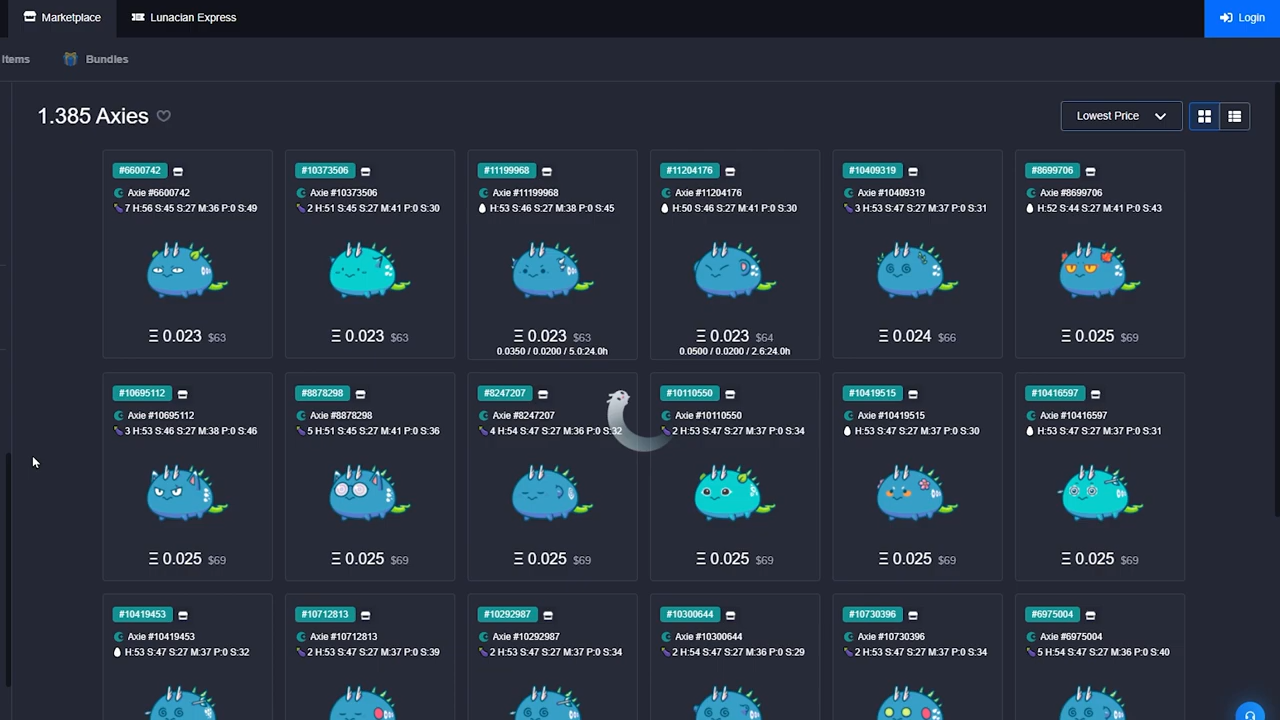 Marketplace Lunacian Express Login
Items Bundles
1.385 Axies Lowest Price
#6600742 #10373506 #11199968 #11204176 #10409319 #8699706
Axie #6600742 Axie #10373506 Axie #11199968 Axie #11204176 Axie #10409319 Axie #8699706
7 H:56 S:45 S:27 M:36 P:0 S:49 2 H:51 S:45 S:27 M:41 P:0 S:30 H:53 S:46 S:27 M:38 P:0 S:45 H:50 S:46 S:27 M:41 P:0 S:30 3 H:53 S:47 S:27 M:37 P:0 S:31 H:52 S:44 S:27 M:41 P:0 S:43
Ξ 0.023 $63 Ξ 0.023 $63 Ξ 0.023 $63 Ξ 0.023 $64 Ξ 0.024 $66 Ξ 0.025 $69
0.0350 / 0.0200 / 5.0:24.0h 0.0500 / 0.0200 / 2.6:24.0h
#10695112 #8878298 #8247207 #10110550 #10419515 #10416597
Axie #10695112 Axie #8878298 Axie #8247207 Axie #10110550 Axie #10419515 Axie #10416597
3 H:53 S:46 S:27 M:38 P:0 S:46 5 H:51 S:45 S:27 M:41 P:0 S:36 4 H:54 S:47 S:27 M:36 P:0 S:32 2 H:53 S:47 S:27 M:37 P:0 S:34 H:53 S:47 S:27 M:37 P:0 S:30 H:53 S:47 S:27 M:37 P:0 S:31
Ξ 0.025 $69 Ξ 0.025 $69 Ξ 0.025 $69 Ξ 0.025 $69 Ξ 0.025 $69 Ξ 0.025 $69
#10419453 #10712813 #10292987 #10300644 #10730396 #6975004
Axie #10419453 Axie #10712813 Axie #10292987 Axie #10300644 Axie #10730396 Axie #6975004
H:53 S:47 S:27 M:37 P:0 S:32 2 H:53 S:47 S:27 M:37 P:0 S:39 2 H:53 S:47 S:27 M:37 P:0 S:34 2 H:54 S:47 S:27 M:36 P:0 S:29 2 H:53 S:47 S:27 M:37 P:0 S:34 5 H:54 S:47 S:27 M:36 P:0 S:40